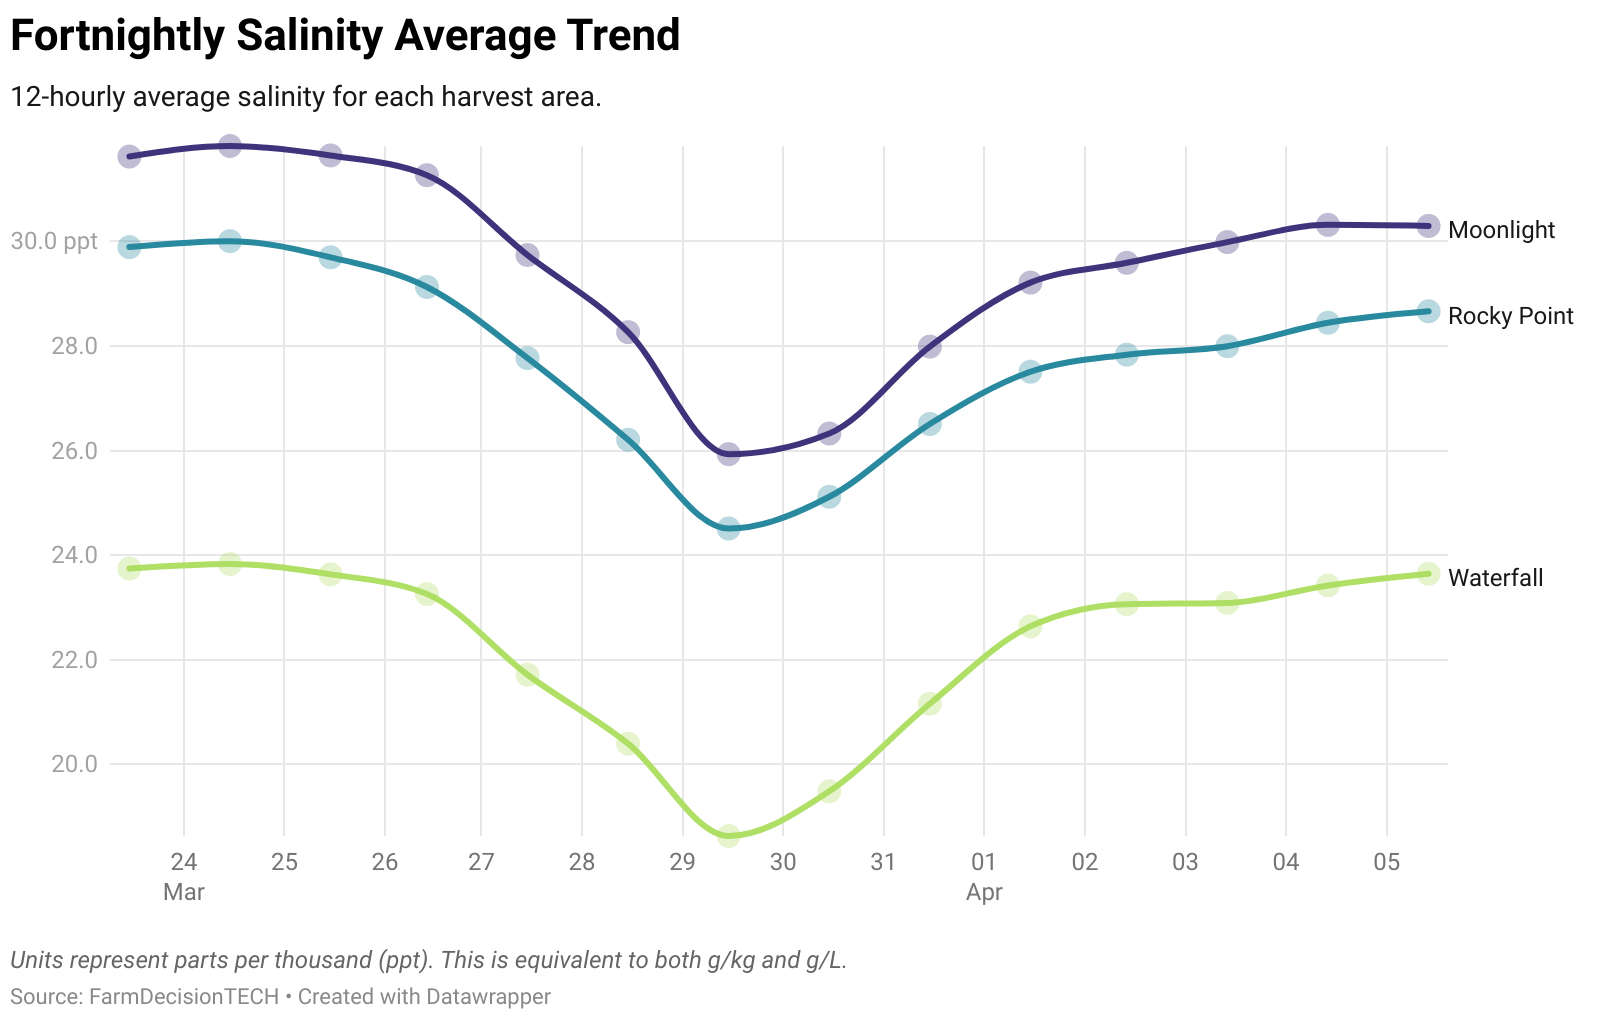 Fortnightly Salinity Average Trend
12-hourly average salinity for each harvest area.
30.0 ppt
28.0
26.0
24.0
22.0
20.0
Moonlight
Rocky Point
Waterfall
24 25 26 27 28 29 30 31 01 02 03 04 05
Mar Apr
Units represent parts per thousand (ppt). This is equivalent to both g/kg and g/L.
Source: FarmDecisionTECH • Created with Datawrapper